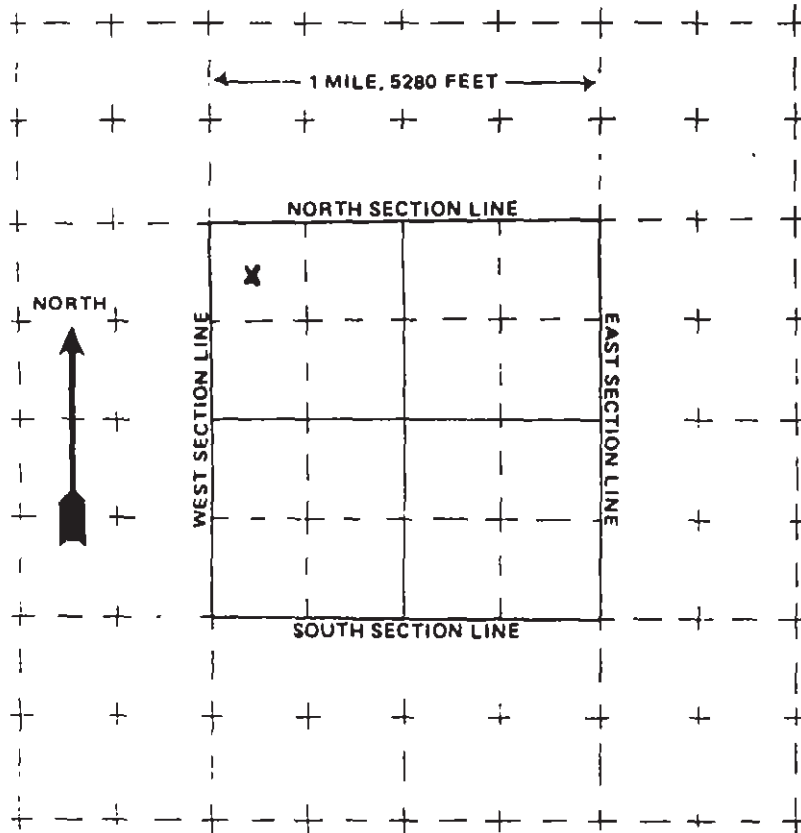 1 MILE, 5280 FEET
NORTH SECTION LINE
X
NORTH
WEST SECTION LINE
EAST SECTION LINE
SOUTH SECTION LINE